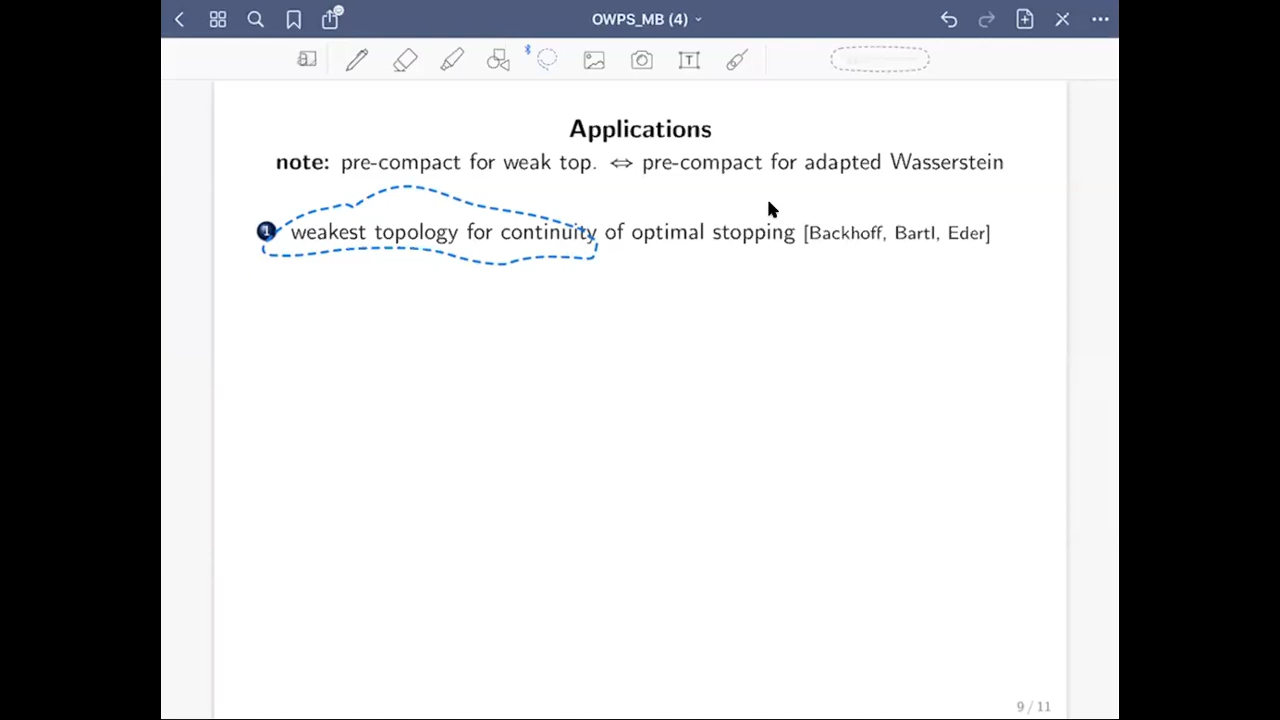 OWPS_MB (4)
T
Applications
note: pre-compact for weak top. ⇔ pre-compact for adapted Wasserstein
1 weakest topology for continuity of optimal stopping [Backhoff, Bartl, Eder]
9 / 11